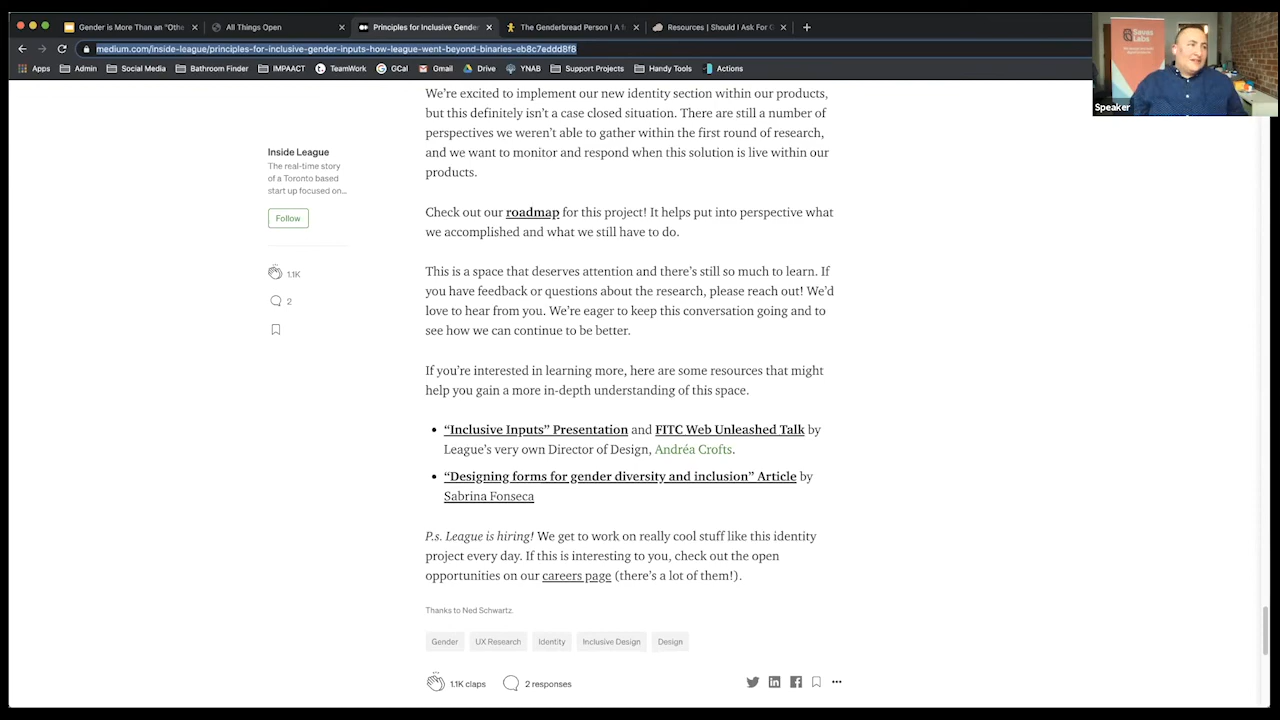 Gender is More Than an "Othe
All Things Open
Principles for Inclusive Gender
The Genderbread Person | A f
Resources | Should I Ask For G
medium.com/inside-league/principles-for-inclusive-gender-inputs-how-league-went-beyond-binaries-eb8c7eddd8f8
Apps
Admin
Social Media
Bathroom Finder
IMPAACT
TeamWork
GCal
Gmail
Drive
YNAB
Support Projects
Handy Tools
Actions
Seven Labs
Speaker
We're excited to implement our new identity section within our products,
but this definitely isn't a case closed situation. There are still a number of
perspectives we weren't able to gather within the first round of research,
and we want to monitor and respond when this solution is live within our
products.
Inside League
The real-time story
of a Toronto based
start up focused on...
Follow
1.1K
2
Check out our roadmap for this project! It helps put into perspective what
we accomplished and what we still have to do.
This is a space that deserves attention and there's still so much to learn. If
you have feedback or questions about the research, please reach out! We'd
love to hear from you. We're eager to keep this conversation going and to
see how we can continue to be better.
If you're interested in learning more, here are some resources that might
help you gain a more in-depth understanding of this space.
• "Inclusive Inputs" Presentation and FITC Web Unleashed Talk by
League's very own Director of Design, Andréa Crofts.
• "Designing forms for gender diversity and inclusion" Article by
Sabrina Fonseca
P.s. League is hiring! We get to work on really cool stuff like this identity
project every day. If this is interesting to you, check out the open
opportunities on our careers page (there's a lot of them!).
Thanks to Ned Schwartz.
Gender
UX Research
Identity
Inclusive Design
Design
1.1K claps
2 responses